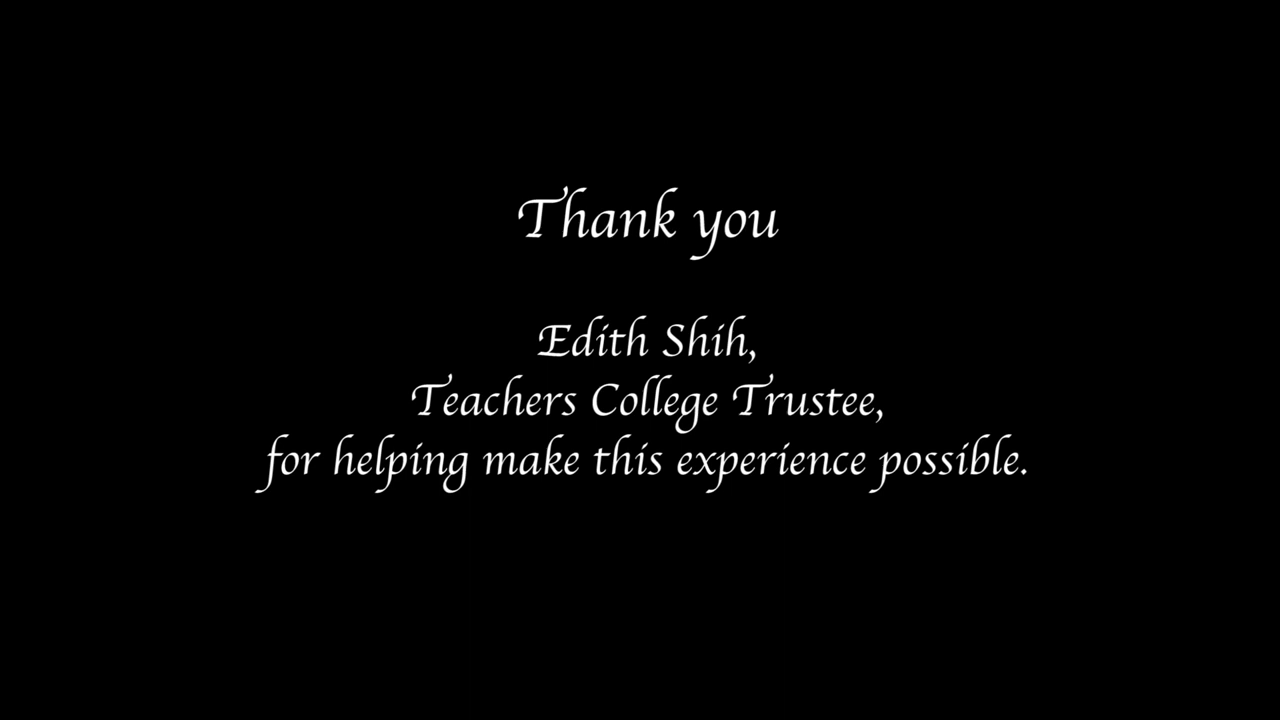 Thank you
Edith Shih,
Teachers College Trustee,
for helping make this experience possible.